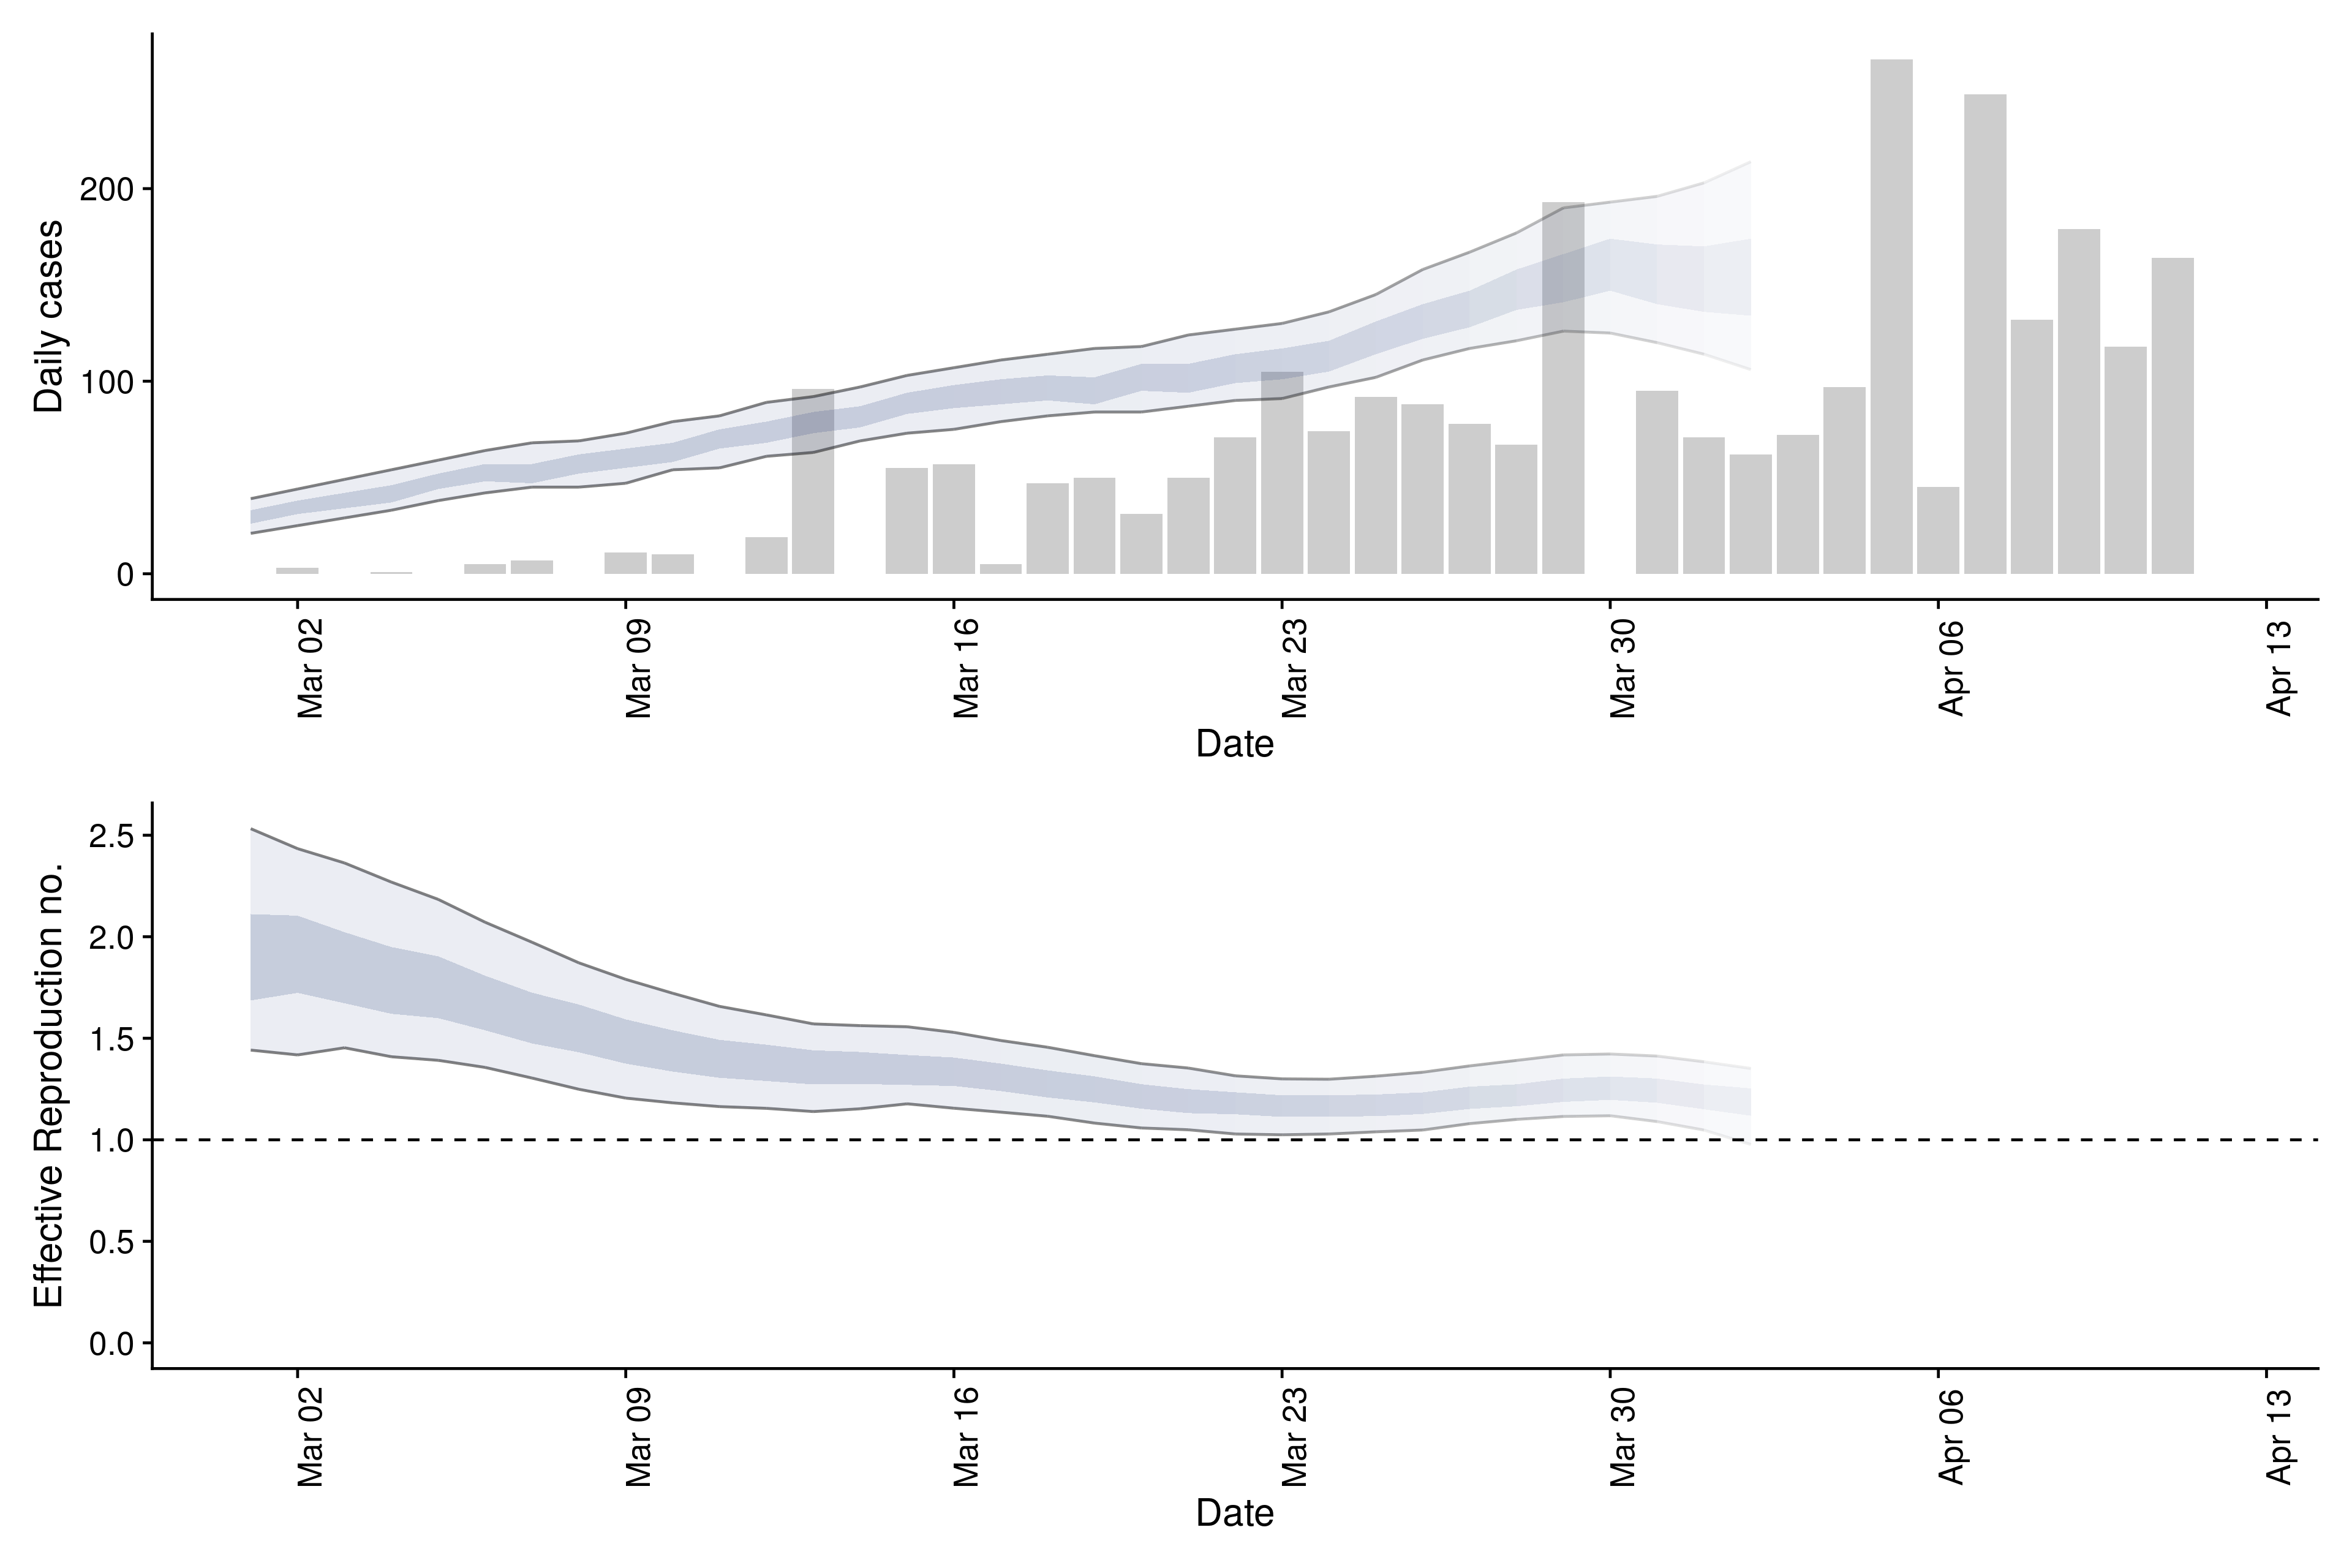 Daily cases
200
100
0
Mar 02
Mar 09
Mar 16
Mar 23
Mar 30
Apr 06
Apr 13
Date
Effective Reproduction no.
2.5
2.0
1.5
1.0
0.5
0.0
Mar 02
Mar 09
Mar 16
Mar 23
Mar 30
Apr 06
Apr 13
Date